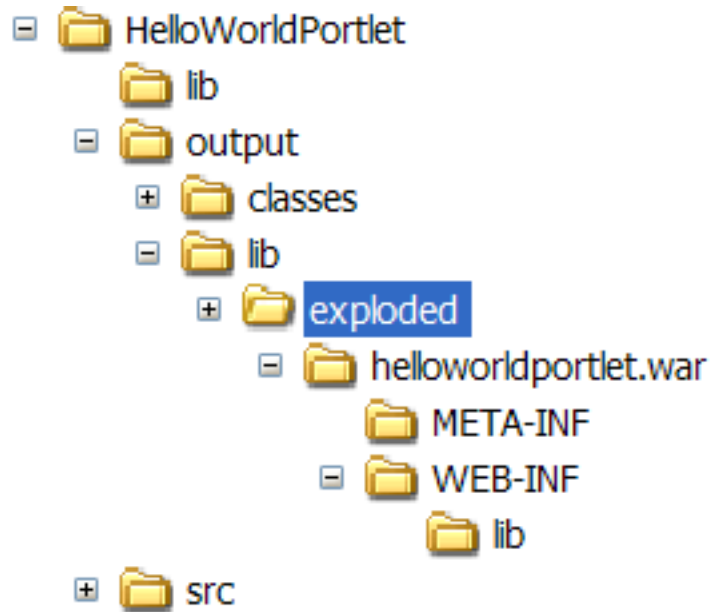 HelloWorldPortlet
lib
output
classes
lib
exploded
helloworldportlet.war
META-INF
WEB-INF
lib
src